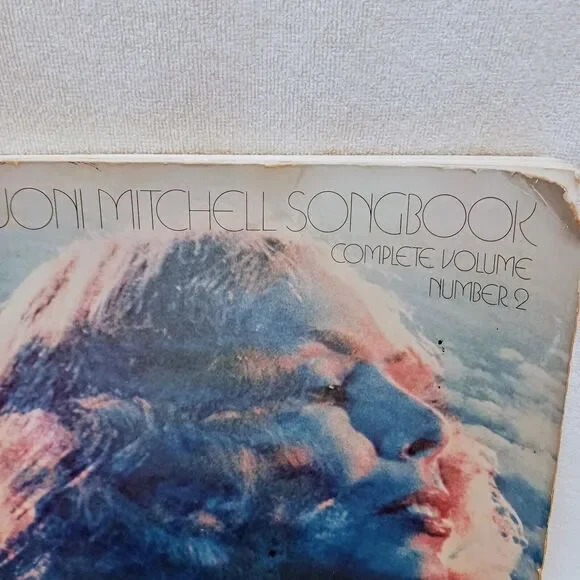 JONI MITCHELL SONGBOOK
COMPLETE VOLUME
NUMBER 2